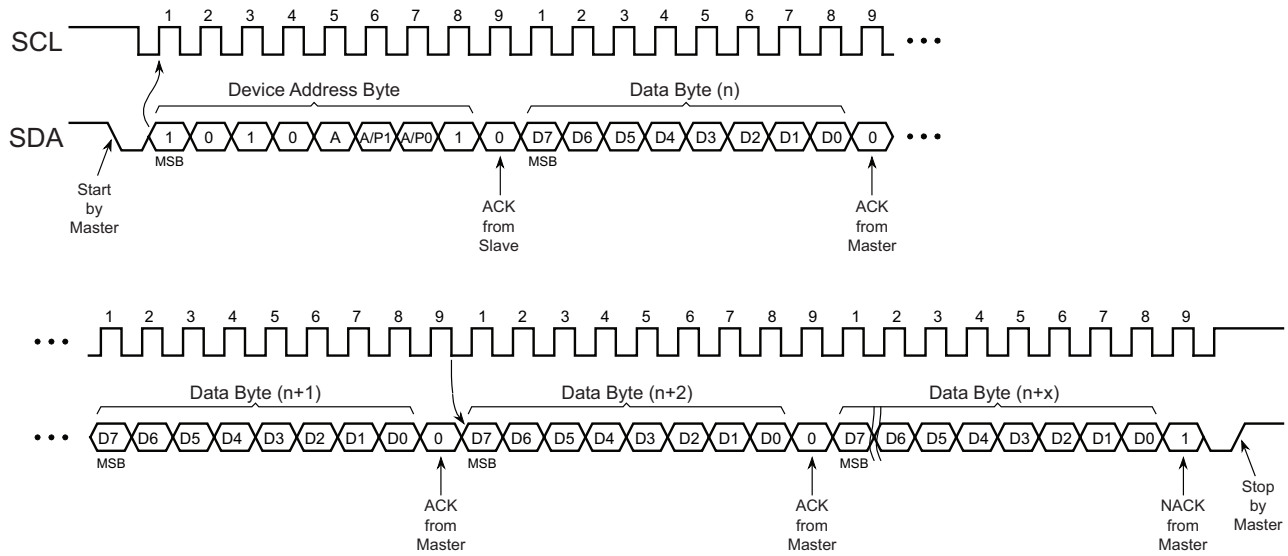 1 2 3 4 5 6 7 8 9 1 2 3 4 5 6 7 8 9
SCL
Device Address Byte Data Byte (n)
SDA 1 0 1 0 A A/P1 A/P0 1 0 D7 D6 D5 D4 D3 D2 D1 D0 0
MSB MSB
Start
by
Master
ACK
from
Slave
ACK
from
Master
1 2 3 4 5 6 7 8 9 1 2 3 4 5 6 7 8 9 1 2 3 4 5 6 7 8 9
Data Byte (n+1) Data Byte (n+2) Data Byte (n+x)
D7 D6 D5 D4 D3 D2 D1 D0 0 D7 D6 D5 D4 D3 D2 D1 D0 0 D7 D6 D5 D4 D3 D2 D1 D0 1
MSB MSB MSB
ACK
from
Master
ACK
from
Master
NACK
from
Master
Stop
by
Master